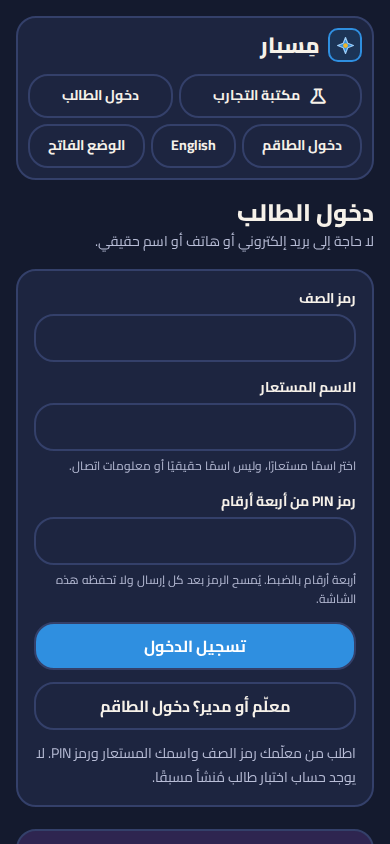 مِسبار
مكتبة التجارب
دخول الطالب
دخول الطاقم
English
الوضع الفاتح
دخول الطالب
لا حاجة إلى بريد إلكتروني أو هاتف أو اسم حقيقي.
رمز الصف
الاسم المستعار
اختر اسمًا مستعارًا، وليس اسمًا حقيقيًا أو معلومات اتصال.
رمز PIN من أربعة أرقام
أربعة أرقام بالضبط. يُمسح الرمز بعد كل إرسال ولا تحفظه هذه
الشاشة.
تسجيل الدخول
معلّم أو مدير؟ دخول الطاقم
اطلب من معلّمك رمز الصف واسمك المستعار ورمز PIN. لا
يوجد حساب اختبار طالب مُنشأ مسبقًا.